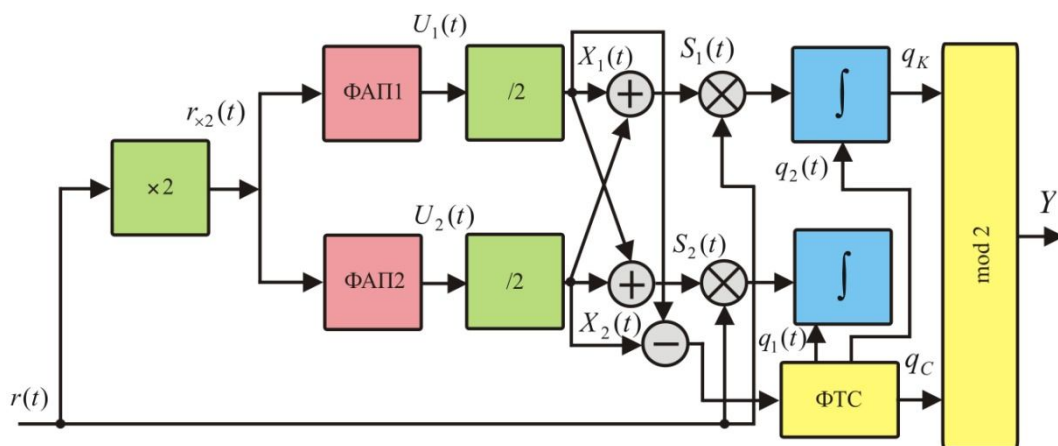 U₁(t)
X₁(t)
S₁(t)
q_K
ФАП1
/2
+
×
∫
r×₂(t)
q₂(t)
×2
U₂(t)
S₂(t)
Y
ФАП2
/2
+
×
∫
mod 2
X₂(t)
−
q₁(t)
q_C
r(t)
ФТС